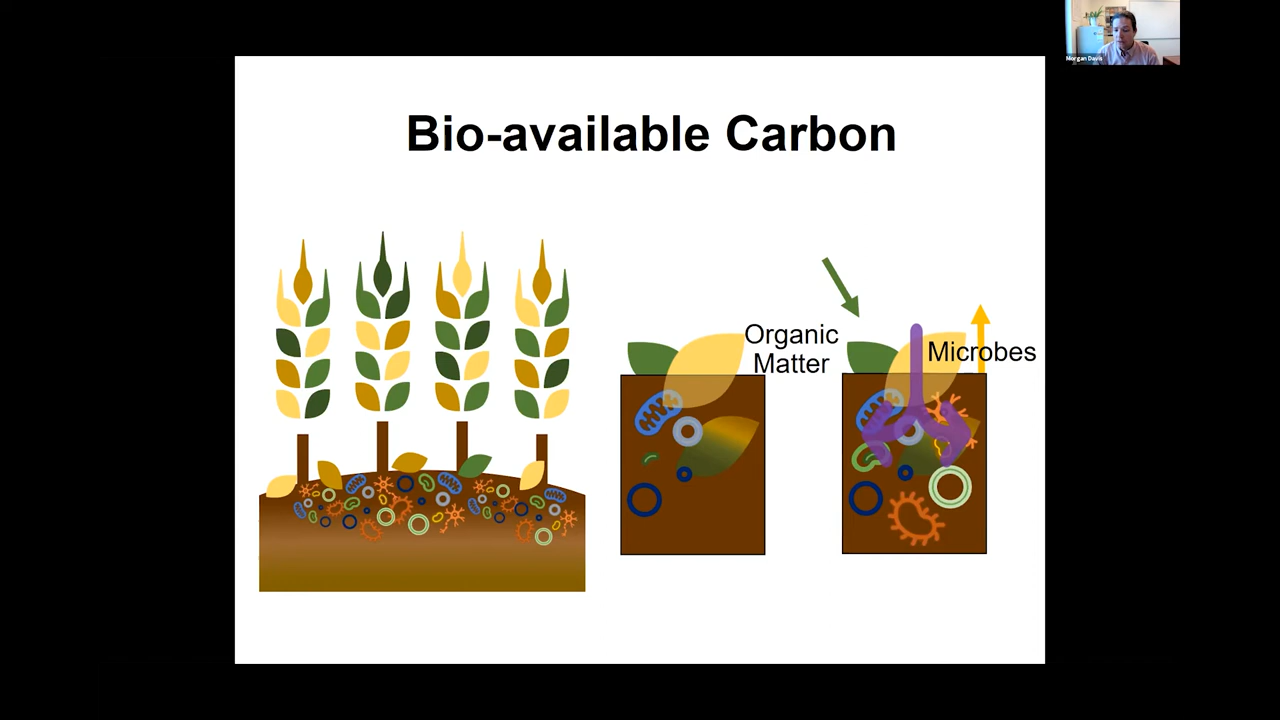 Morgan Davis
Bio-available Carbon
Organic
Matter
Microbes